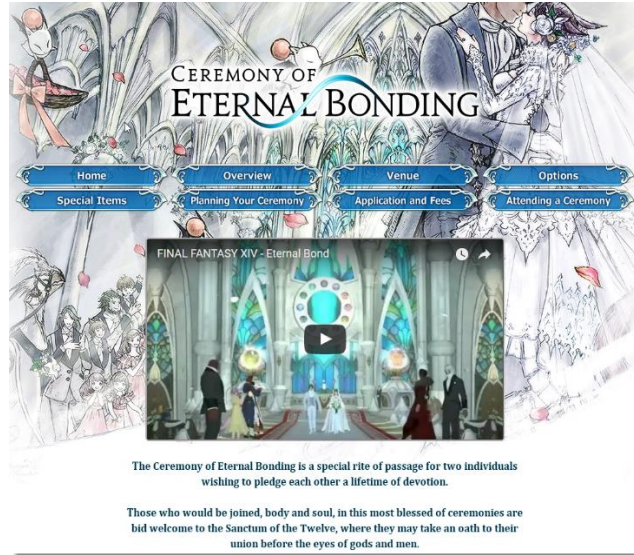 CEREMONY OF
ETERNAL BONDING
Home
Overview
Venue
Options
Special Items
Planning Your Ceremony
Application and Fees
Attending a Ceremony
FINAL FANTASY XIV - Eternal Bond
The Ceremony of Eternal Bonding is a special rite of passage for two individuals
wishing to pledge each other a lifetime of devotion.
Those who would be joined, body and soul, in this most blessed of ceremonies are
bid welcome to the Sanctum of the Twelve, where they may take an oath to their
union before the eyes of gods and men.